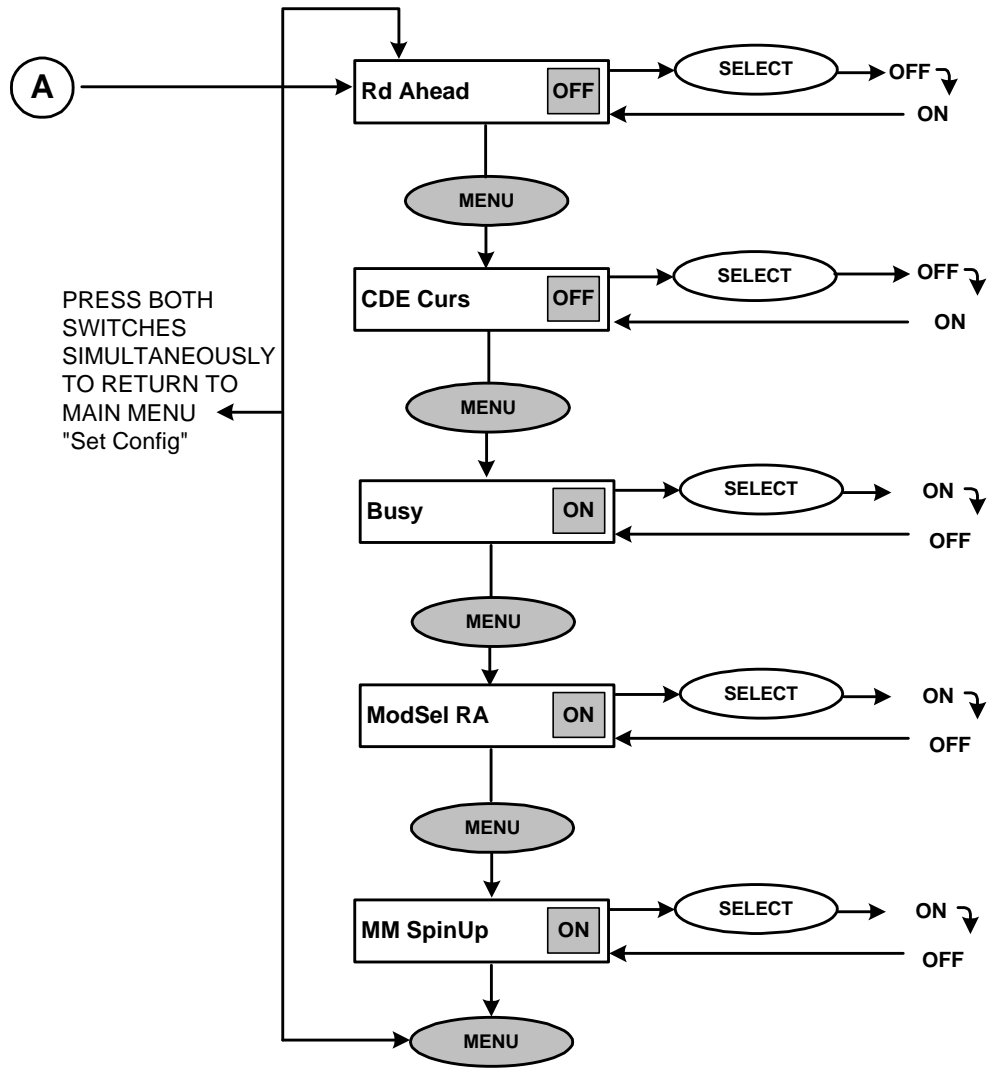 A
Rd Ahead OFF SELECT OFF
ON
MENU
CDE Curs OFF SELECT OFF
ON
PRESS BOTH
SWITCHES
SIMULTANEOUSLY
TO RETURN TO
MAIN MENU
"Set Config"
MENU
Busy ON SELECT ON
OFF
MENU
ModSel RA ON SELECT ON
OFF
MENU
MM SpinUp ON SELECT ON
OFF
MENU